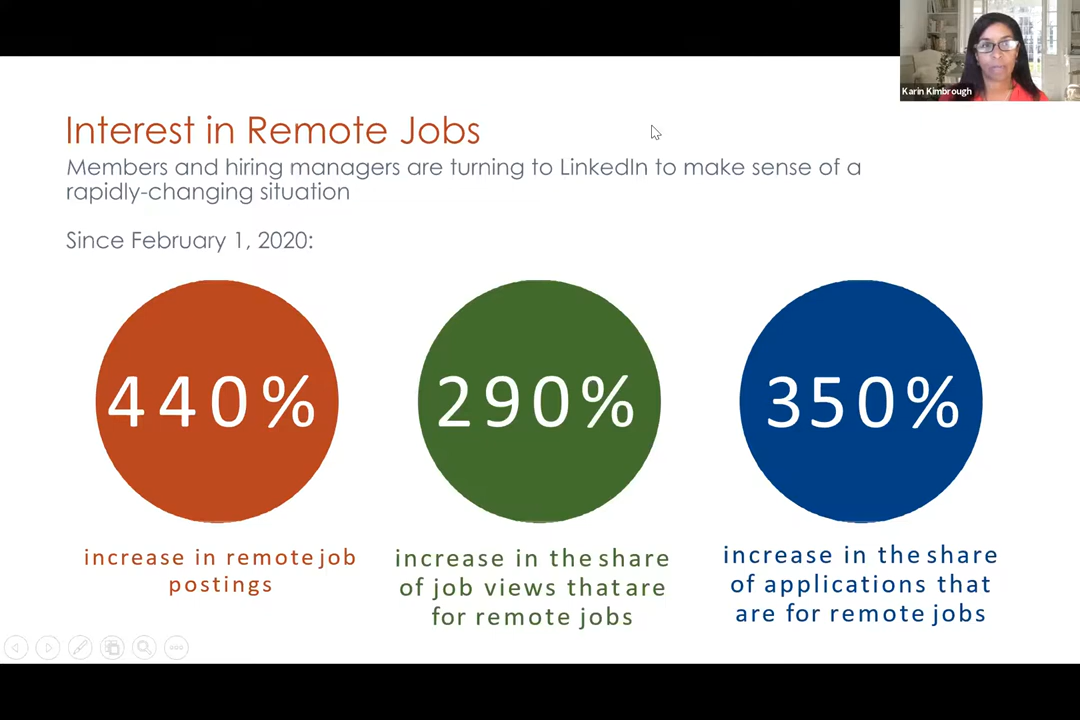 Karin Kimbrough
Interest in Remote Jobs
Members and hiring managers are turning to LinkedIn to make sense of a
rapidly-changing situation
Since February 1, 2020:
440%
290%
350%
increase in remote job
postings
increase in the share
of job views that are
for remote jobs
increase in the share
of applications that
are for remote jobs